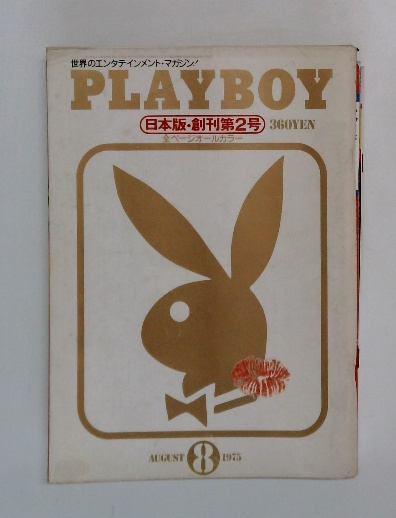 世界のエンタテインメント・マガジン!
PLAYBOY
日本版・創刊第2号 360YEN
全ページオールカラー
AUGUST 8 1975